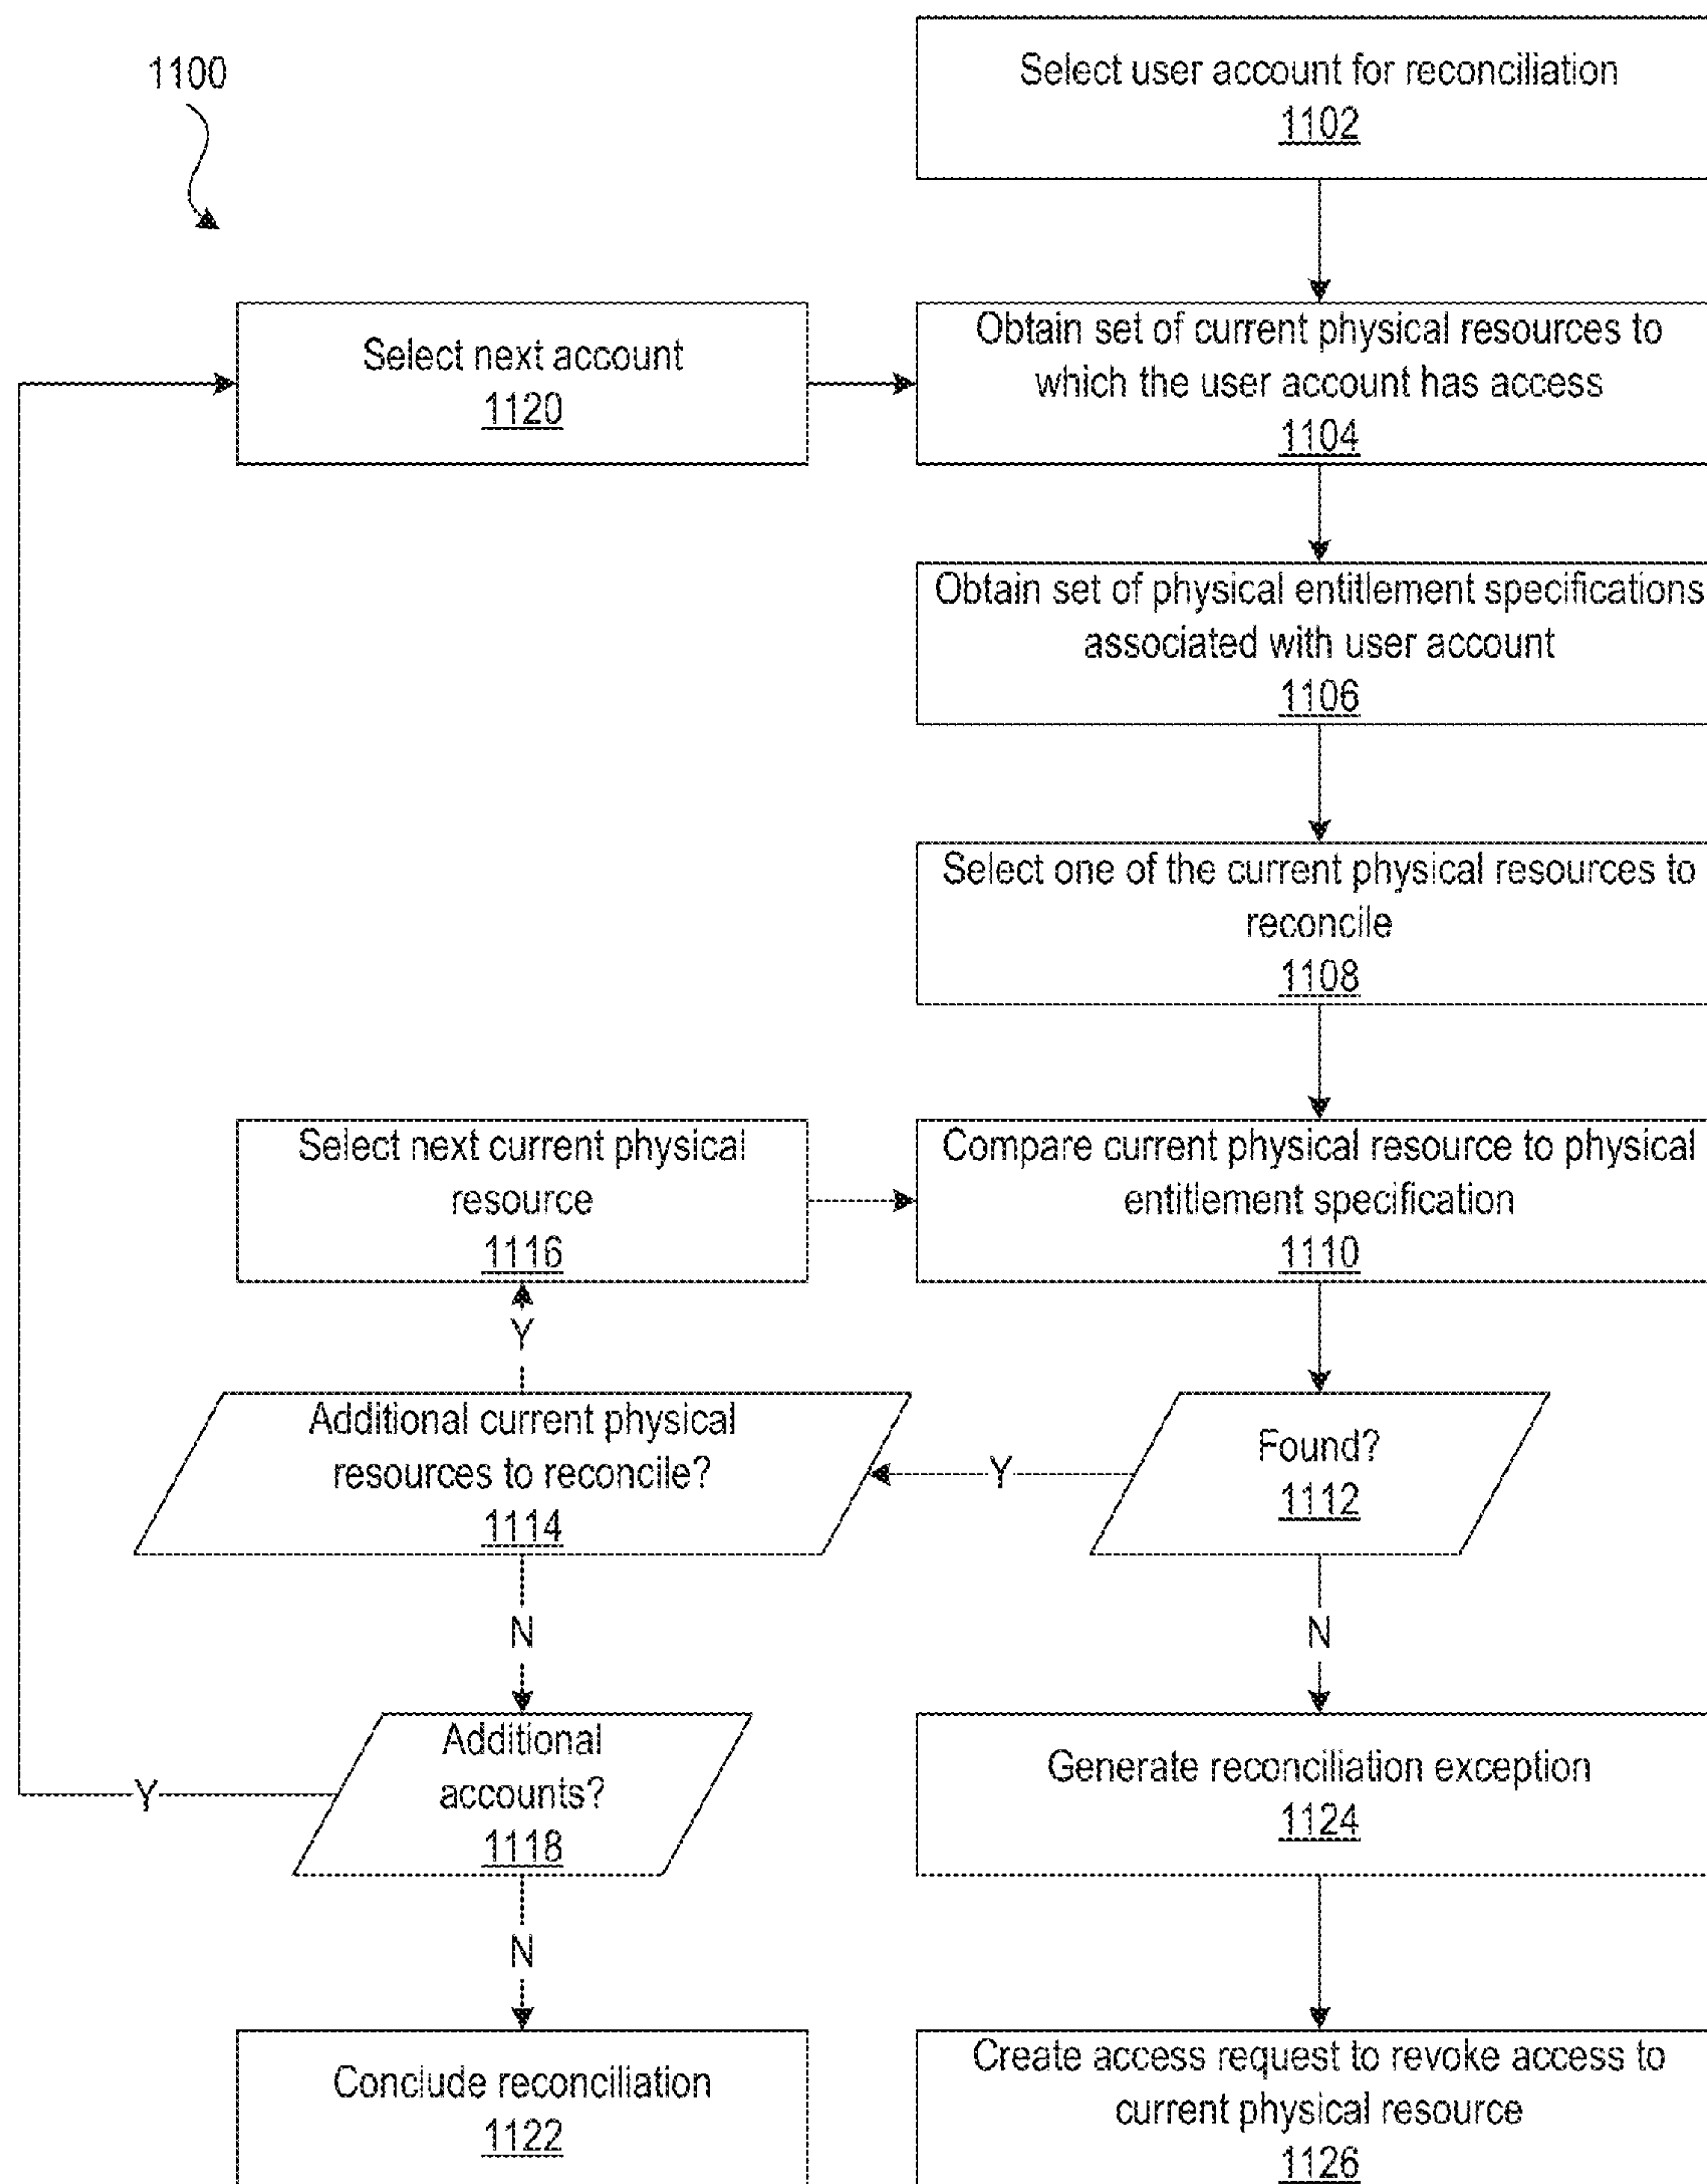 1100
Select user account for reconciliation
1102
Select next account
1120
Obtain set of current physical resources to
which the user account has access
1104
Obtain set of physical entitlement specifications
associated with user account
1106
Select one of the current physical resources to
reconcile
1108
Select next current physical
resource
1116
Compare current physical resource to physical
entitlement specification
1110
Y
Additional current physical
resources to reconcile?
1114
Y
Found?
1112
N
N
Additional
accounts?
1118
Y
Generate reconciliation exception
1124
N
Conclude reconciliation
1122
Create access request to revoke access to
current physical resource
1126